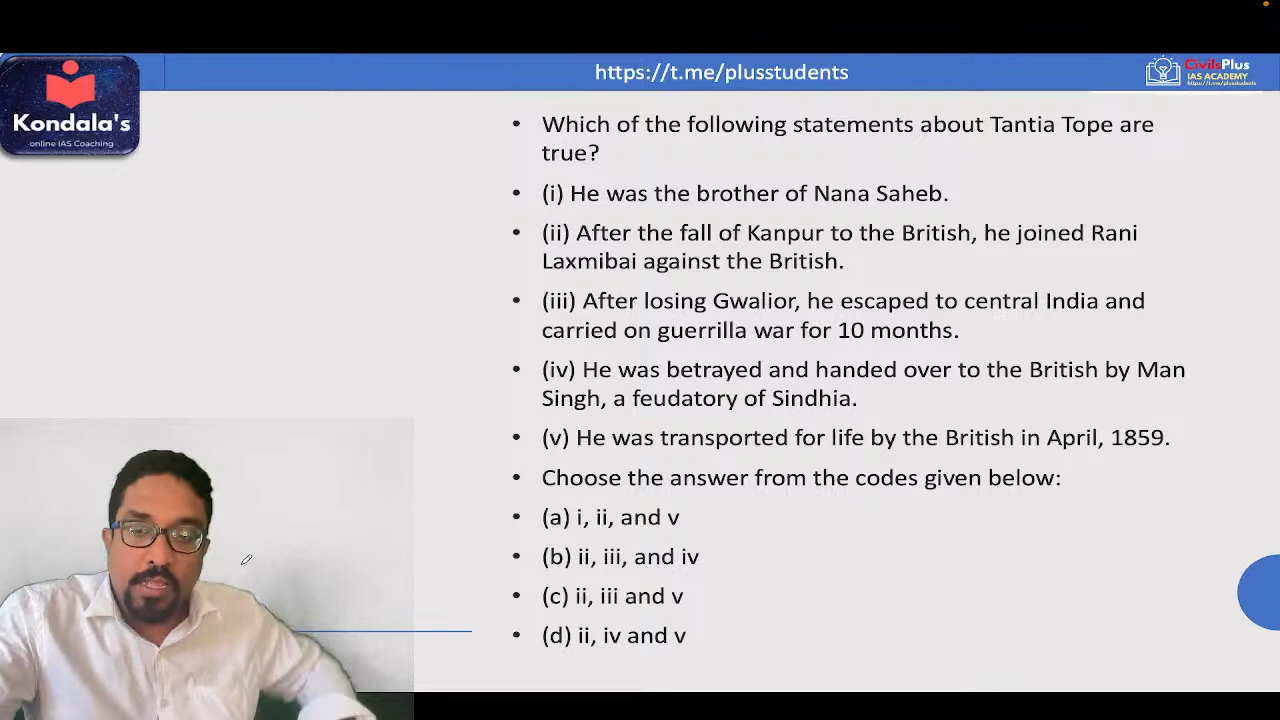 https://t.me/plusstudents
Kondala's
online IAS Coaching
CivilsPlus
IAS ACADEMY
https://t.me/plusstudents
• Which of the following statements about Tantia Tope are
true?
• (i) He was the brother of Nana Saheb.
• (ii) After the fall of Kanpur to the British, he joined Rani
Laxmibai against the British.
• (iii) After losing Gwalior, he escaped to central India and
carried on guerrilla war for 10 months.
• (iv) He was betrayed and handed over to the British by Man
Singh, a feudatory of Sindhia.
• (v) He was transported for life by the British in April, 1859.
• Choose the answer from the codes given below:
• (a) i, ii, and v
• (b) ii, iii, and iv
• (c) ii, iii and v
• (d) ii, iv and v